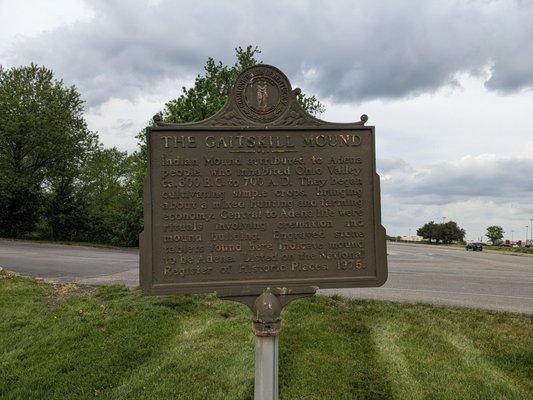 THE GAITSKILL MOUND
Indian Mound attributed to Adena
people, who inhabited Ohio Valley
ca. 800 B.C. to 700 A.D. They began
cultivating simple crops, bringing
about a mixed hunting and farming
economy. Central to Adena life were
rituals involving cremation and
mound building. Engraved stone
tablets found here indicate mound
to be Adena. Listed on the National
Register of Historic Places, 1975.